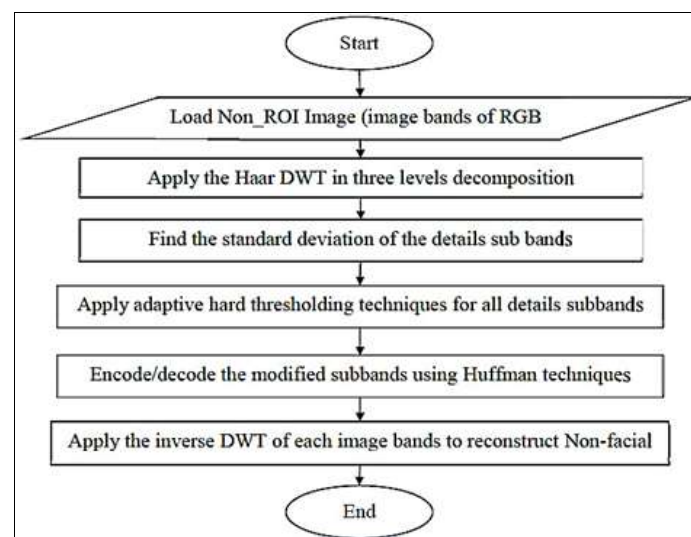 Start
Load Non_ROI Image (image bands of RGB
Apply the Haar DWT in three levels decomposition
Find the standard deviation of the details sub bands
Apply adaptive hard thresholding techniques for all details subbands
Encode/decode the modified subbands using Huffman techniques
Apply the inverse DWT of each image bands to reconstruct Non-facial
End